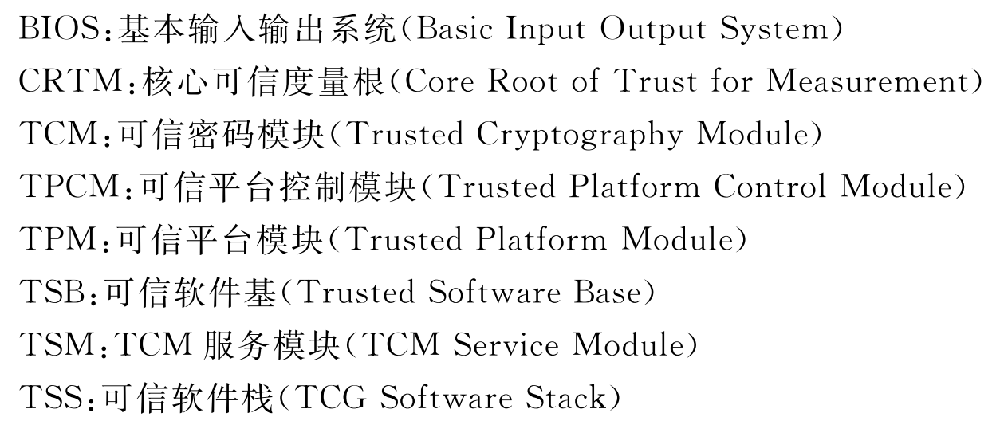 BIOS:基本输入输出系统(Basic Input Output System)
CRTM:核心可信度量根(Core Root of Trust for Measurement)
TCM:可信密码模块(Trusted Cryptography Module)
TPCM:可信平台控制模块(Trusted Platform Control Module)
TPM:可信平台模块(Trusted Platform Module)
TSB:可信软件基(Trusted Software Base)
TSM:TCM 服务模块(TCM Service Module)
TSS:可信软件栈(TCG Software Stack)